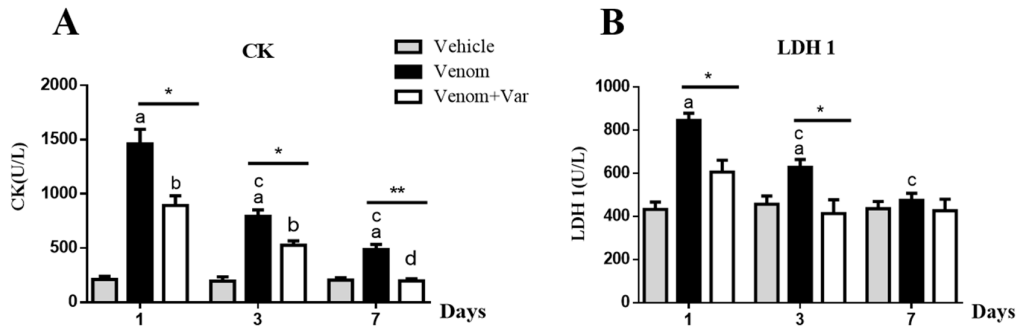 A
CK
Vehicle
Venom
Venom+Var
CK(U/L)
2000
1500
1000
500
0
*
a
b
*
c
a
b
**
c
a
d
1
3
7
Days
B
LDH 1
LDH 1(U/L)
1000
800
600
400
200
0
*
a
*
c
a
c
1
3
7
Days